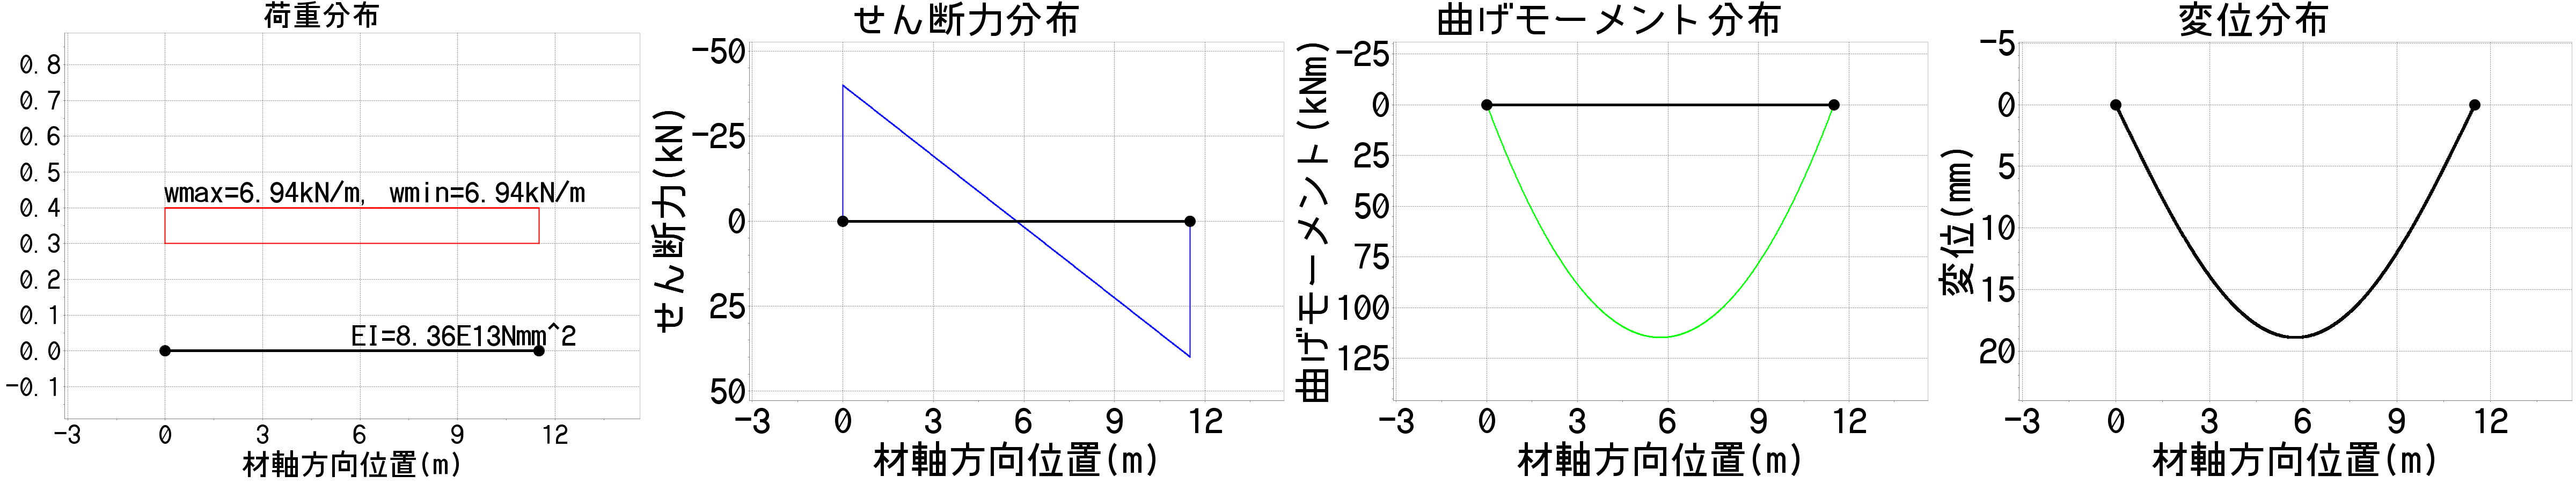 荷重分布
0.8
0.7
0.6
0.5
0.4
0.3
0.2
0.1
0.0
-0.1
wmax=6.94kN/m, wmin=6.94kN/m
EI=8.36E13Nmm^2
-3 0 3 6 9 12
材軸方向位置(m)
せん断力分布
せん断力(kN)
-50
-25
0
25
50
-3 0 3 6 9 12
材軸方向位置(m)
曲げモーメント分布
曲げモーメント(kNm)
-25
0
25
50
75
100
125
-3 0 3 6 9 12
材軸方向位置(m)
変位分布
変位(mm)
-5
0
5
10
15
20
-3 0 3 6 9 12
材軸方向位置(m)